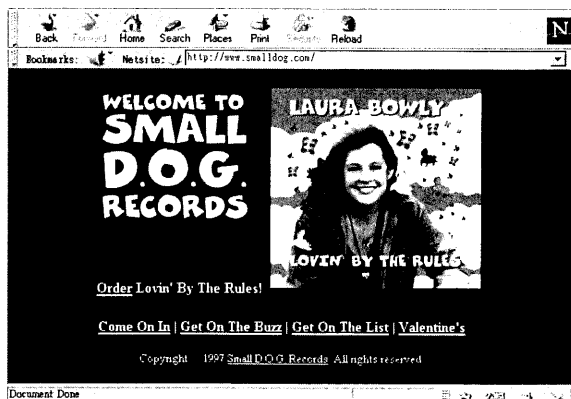 Back Forward Home Search Places Print Security Reload
N
Bookmarks: Netsite: http://www.smalldog.com/
WELCOME TO
SMALL
D.O.G.
RECORDS
LAURA BOWLY
LOVIN' BY THE RULES
Order Lovin' By The Rules!
Come On In | Get On The Buzz | Get On The List | Valentine's
Copyright 1997 Small D.O.G. Records. All rights reserved
Document Done